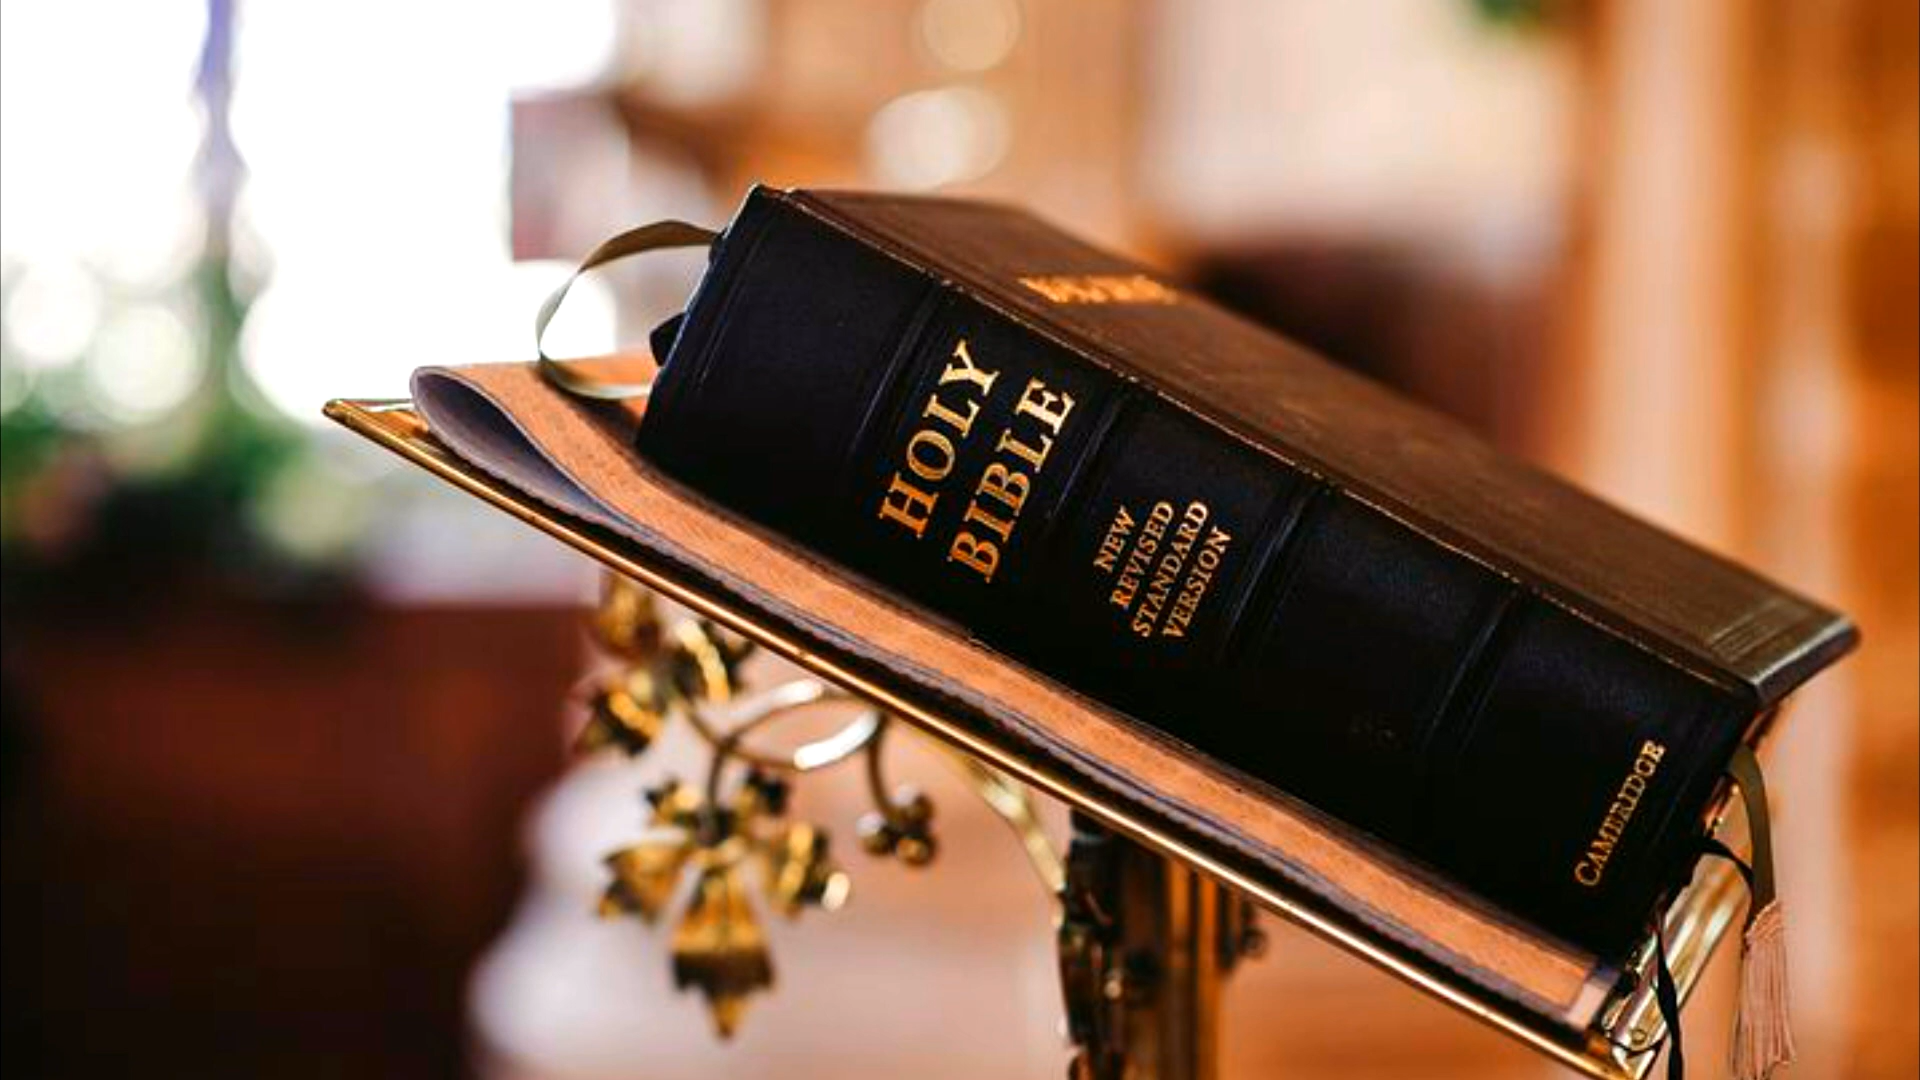 HOLY
BIBLE
NEW
REVISED
STANDARD
VERSION
CAMBRIDGE